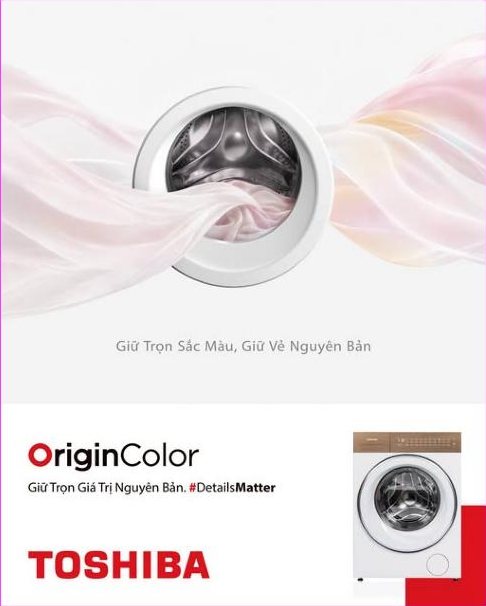 Giữ Trọn Sắc Màu, Giữ Vẻ Nguyên Bản
OriginColor
Giữ Trọn Giá Trị Nguyên Bản. #DetailsMatter
TOSHIBA